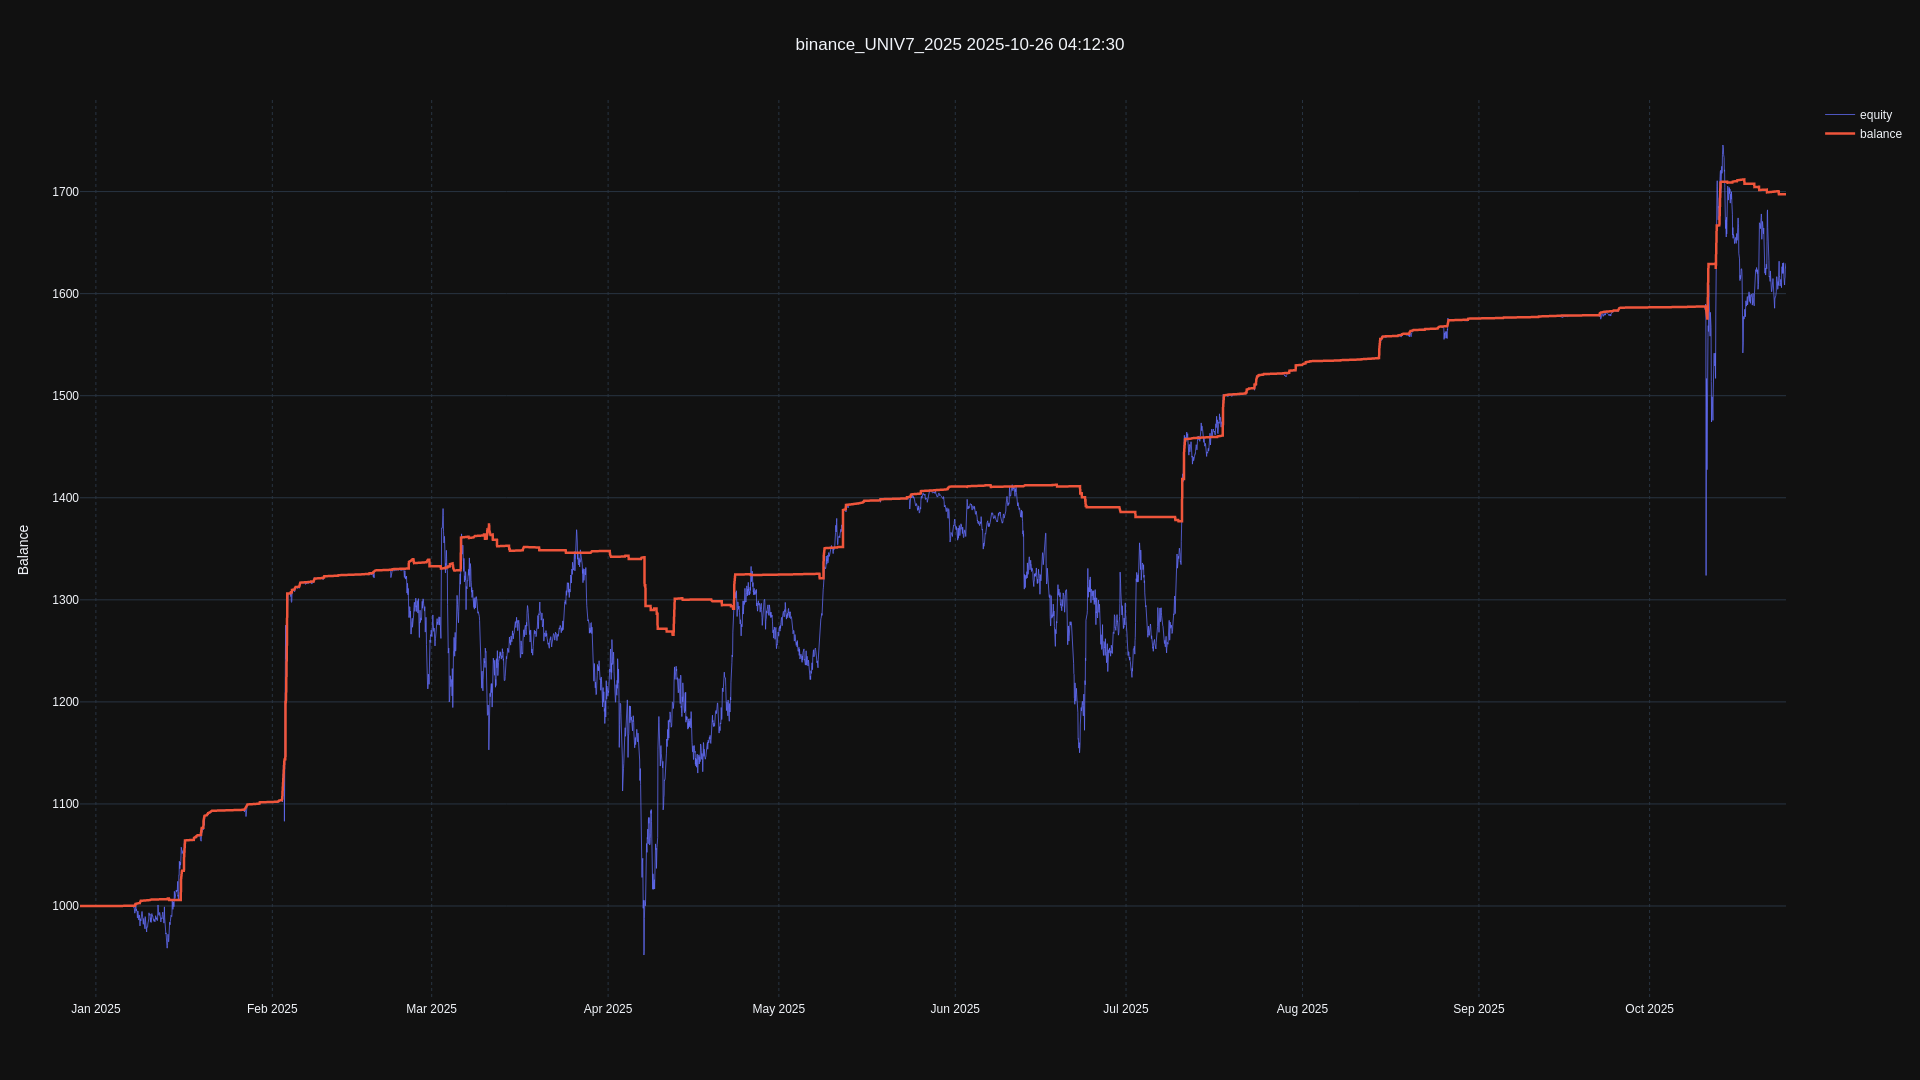 binance_UNIV7_2025 2025-10-26 04:12:30
equity
balance
Balance
1700
1600
1500
1400
1300
1200
1100
1000
Jan 2025
Feb 2025
Mar 2025
Apr 2025
May 2025
Jun 2025
Jul 2025
Aug 2025
Sep 2025
Oct 2025